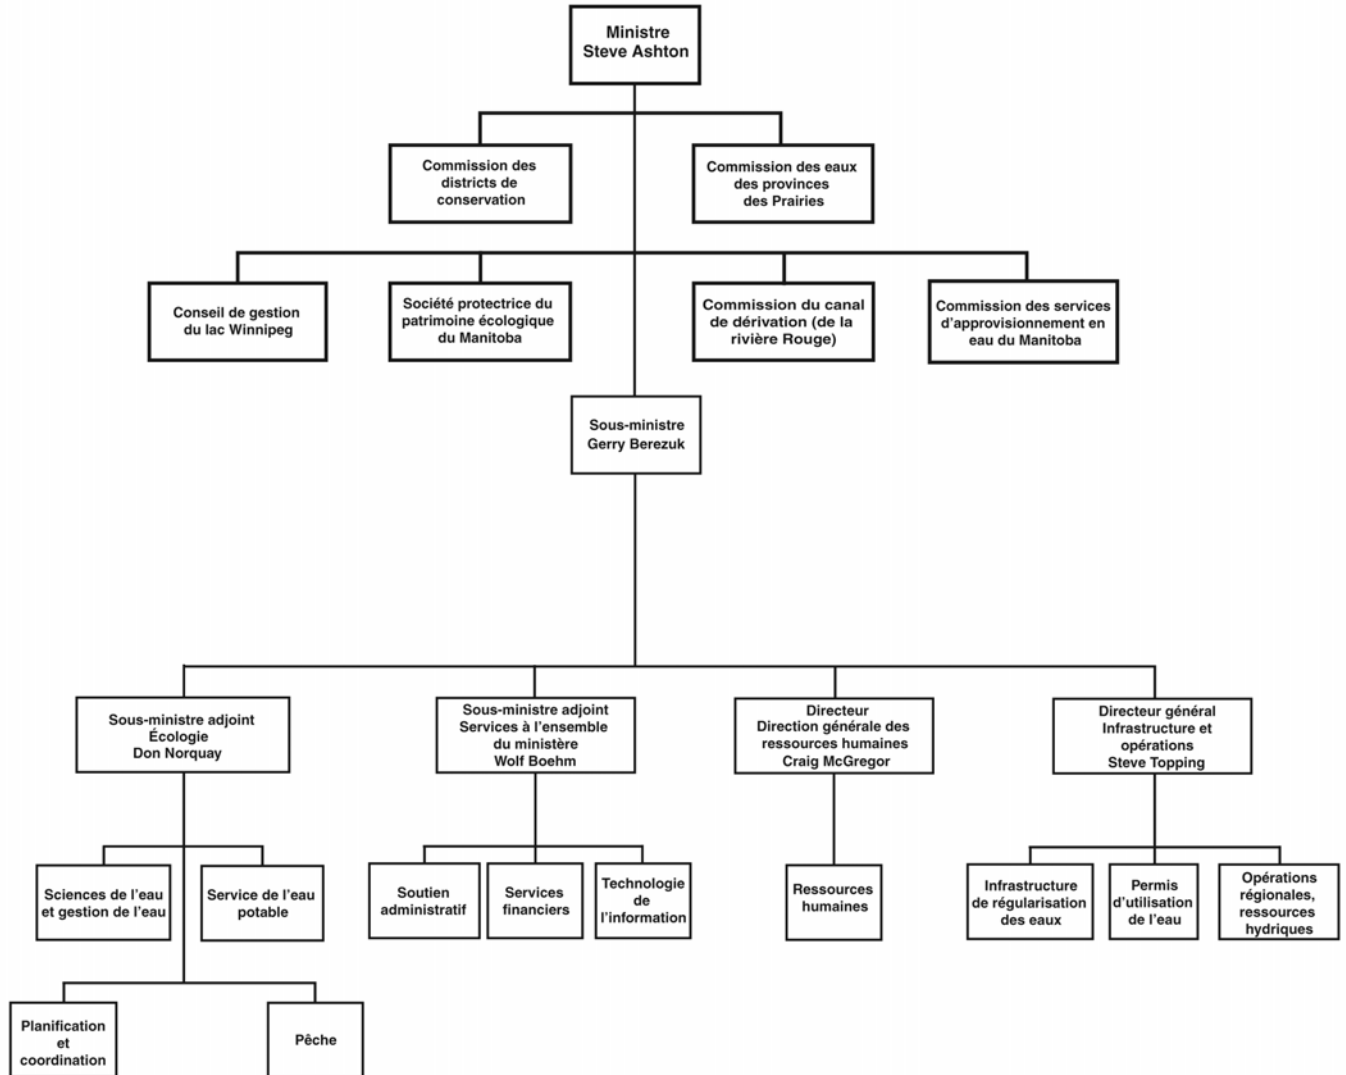 Ministre
Steve Ashton
Commission des
districts de
conservation
Commission des eaux
des provinces
des Prairies
Conseil de gestion
du lac Winnipeg
Société protectrice du
patrimoine écologique
du Manitoba
Commission du canal
de dérivation (de la
rivière Rouge)
Commission des services
d'approvisionnement en
eau du Manitoba
Sous-ministre
Gerry Berezuk
Sous-ministre adjoint
Écologie
Don Norquay
Sous-ministre adjoint
Services à l'ensemble
du ministère
Wolf Boehm
Directeur
Direction générale des
ressources humaines
Craig McGregor
Directeur général
Infrastructure et
opérations
Steve Topping
Sciences de l'eau
et gestion de l'eau
Service de l'eau
potable
Soutien
administratif
Services
financiers
Technologie
de
l'information
Ressources
humaines
Infrastructure
de régularisation
des eaux
Permis
d'utilisation
de l'eau
Opérations
régionales,
ressources
hydriques
Planification
et
coordination
Pêche